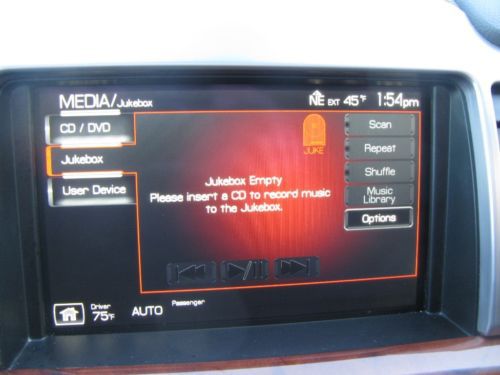 MEDIA/Jukebox
NE EXT 45°F 1:54pm
CD / DVD
Jukebox
User Device
JUKE
Jukebox Empty
Please insert a CD to record music
to the Jukebox.
Scan
Repeat
Shuffle
Music
Library
Options
Driver
75°F
AUTO
Passenger